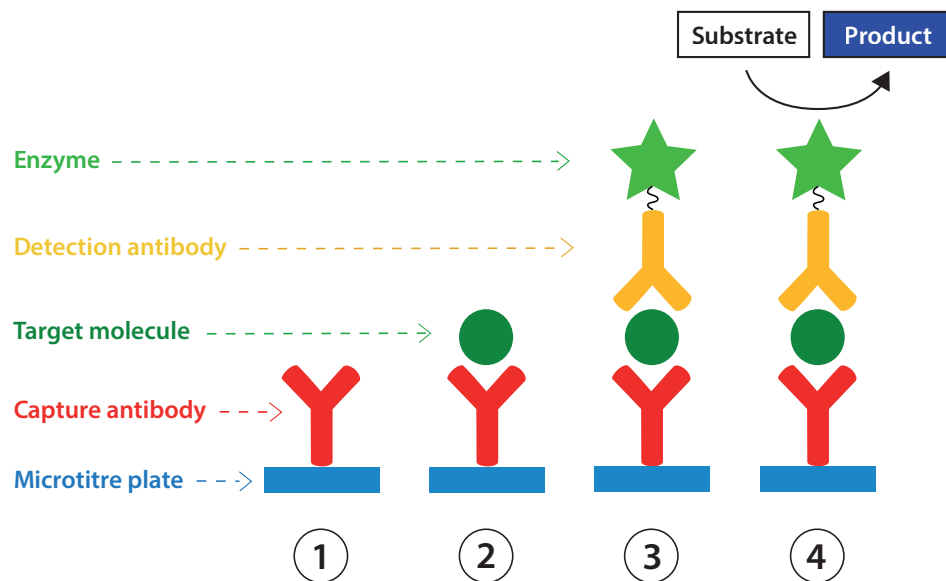 Substrate
Product
Enzyme
Detection antibody
Target molecule
Capture antibody
Microtitre plate
1
2
3
4